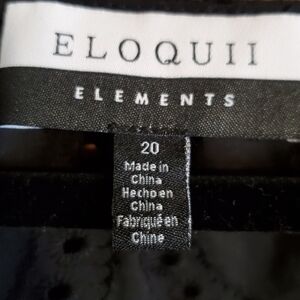 ELOQUII
ELEMENTS
20
Made in
China
Hecho en
China
Fabriqué en
Chine